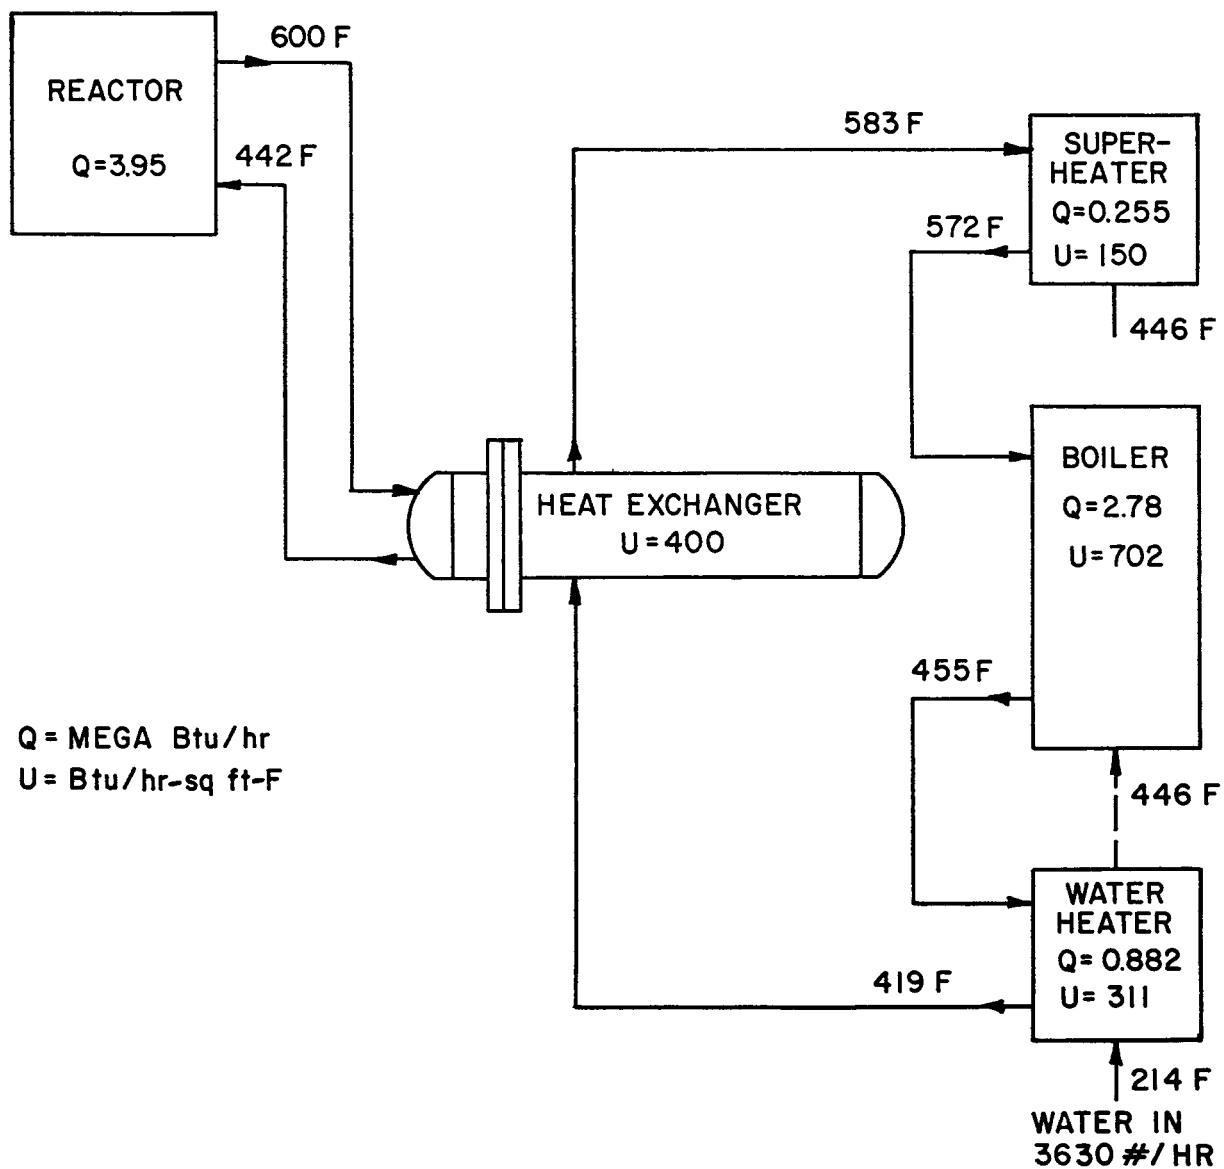 600 F
REACTOR
Q=3.95
442 F
583 F
SUPER-
HEATER
Q=0.255
U= 150
572 F
446 F
BOILER
Q=2.78
U=702
HEAT EXCHANGER
U=400
455 F
Q= MEGA Btu/hr
U= Btu/hr-sq ft-F
446 F
WATER
HEATER
Q= 0.882
U= 311
419 F
214 F
WATER IN
3630 #/HR